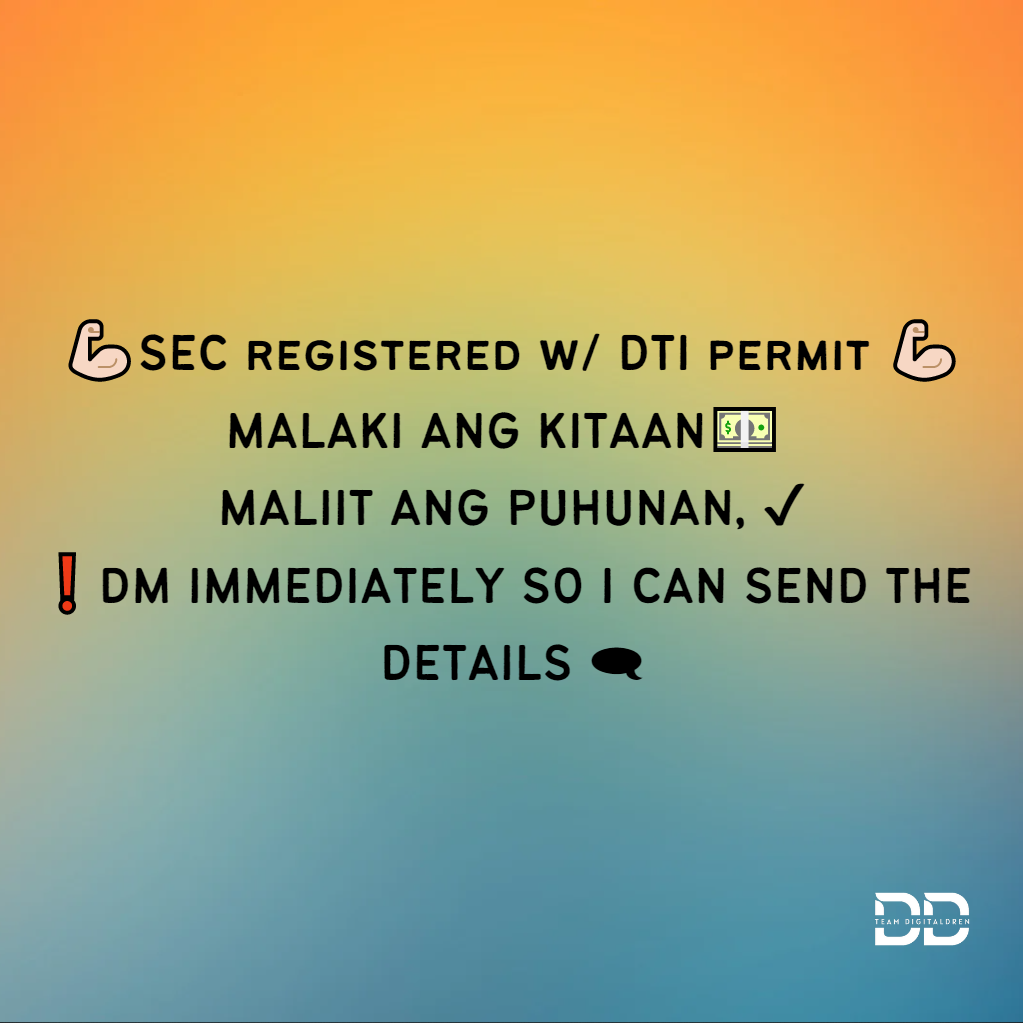 💪SEC REGISTERED W/ DTI PERMIT 💪
MALAKI ANG KITAAN💵
MALIIT ANG PUHUNAN, ✓
❗DM IMMEDIATELY SO I CAN SEND THE
DETAILS 🗨
DD
TEAM DIGITALDREN